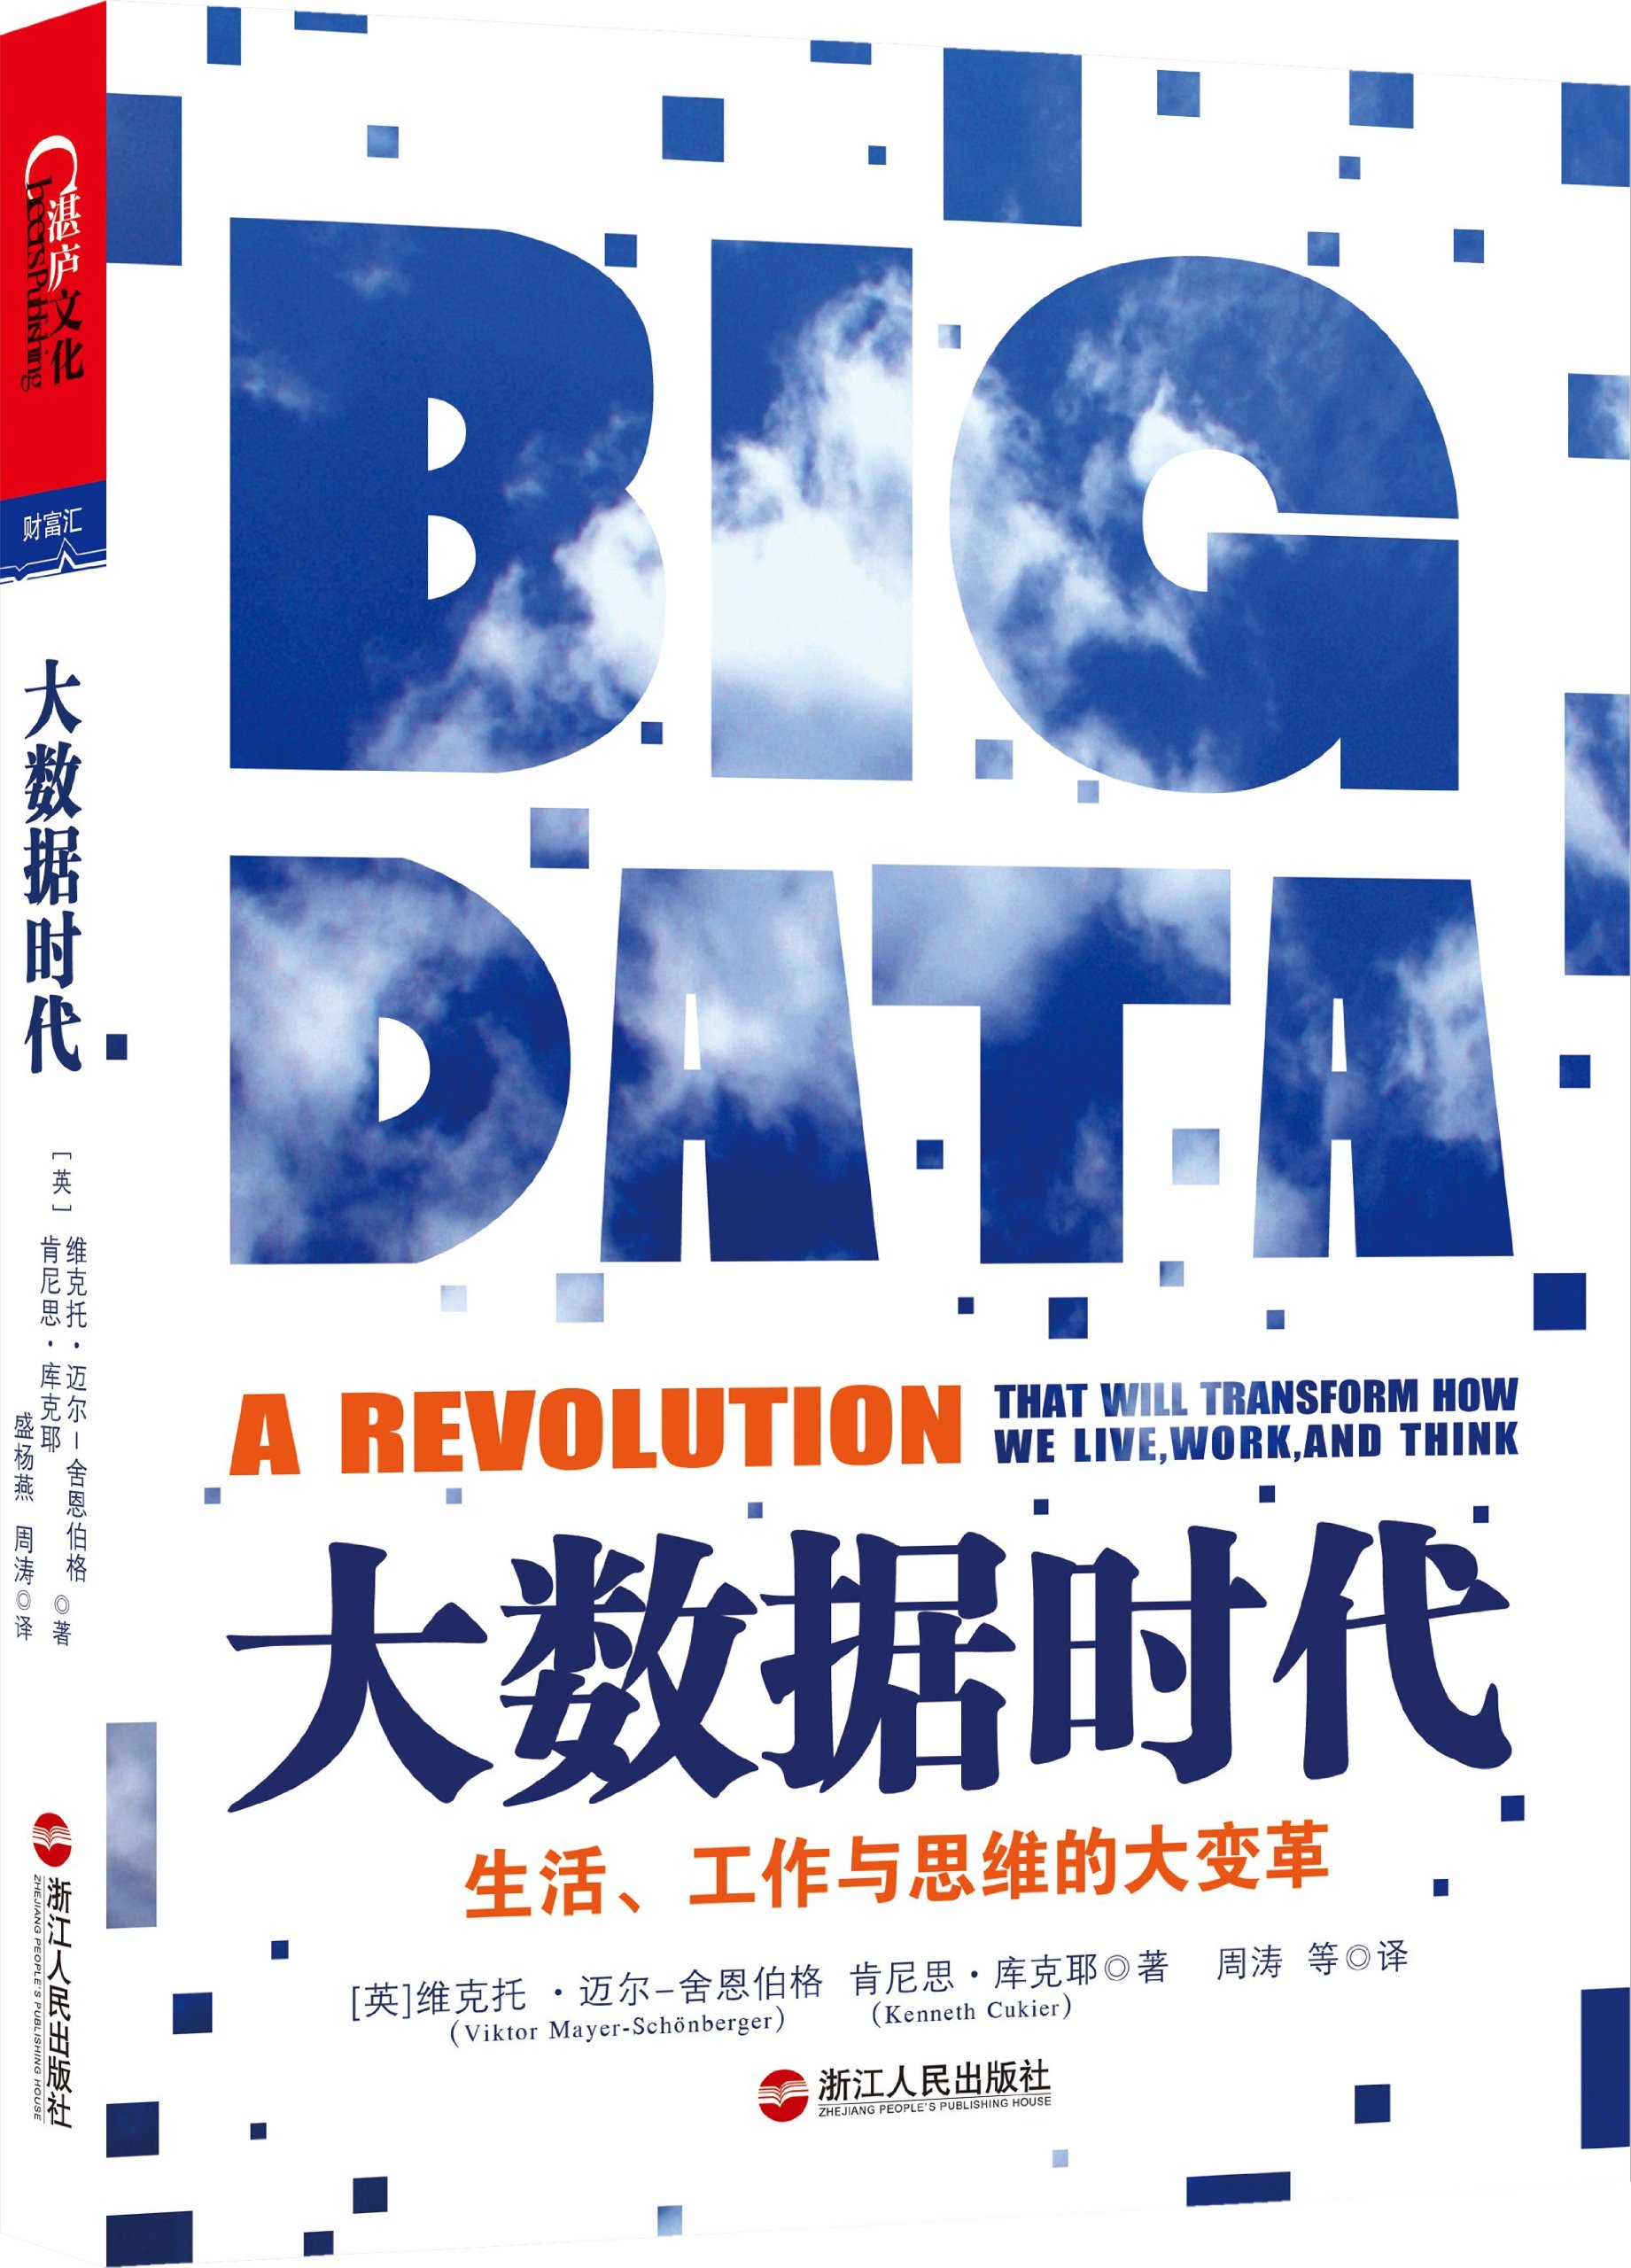 湛庐文化
Cheers Publishing
财富汇
大数据时代
[英] 维克托·迈尔-舍恩伯格
肯尼思·库克耶 ◎著
盛杨燕 周涛◎译
浙江人民出版社
ZHEJIANG PEOPLE'S PUBLISHING HOUSE
BIG
DATA
A REVOLUTION THAT WILL TRANSFORM HOW
WE LIVE,WORK,AND THINK
大数据时代
生活、工作与思维的大变革
[英]维克托·迈尔-舍恩伯格 肯尼思·库克耶◎著 周涛 等◎译
(Viktor Mayer-Schönberger) (Kenneth Cukier)
浙江人民出版社
ZHEJIANG PEOPLE'S PUBLISHING HOUSE